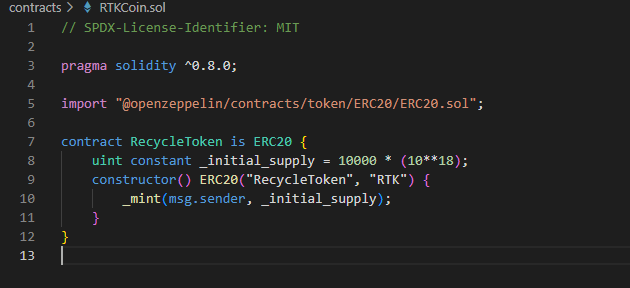 contracts > RTKCoin.sol
1 // SPDX-License-Identifier: MIT
2
3 pragma solidity ^0.8.0;
4
5 import "@openzeppelin/contracts/token/ERC20/ERC20.sol";
6
7 contract RecycleToken is ERC20 {
8 uint constant _initial_supply = 10000 * (10**18);
9 constructor() ERC20("RecycleToken", "RTK") {
10 _mint(msg.sender, _initial_supply);
11 }
12 }
13